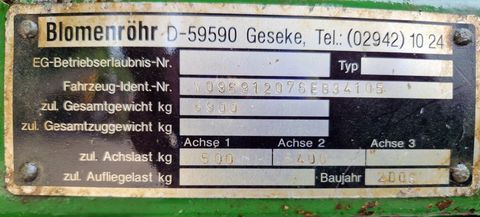 Blomenröhr D-59590 Geseke, Tel.: (02942) 10 24
EG-Betriebserlaubnis-Nr. Typ
Fahrzeug-Ident.-Nr.
zul. Gesamtgewicht kg
zul. Gesamtzuggewicht kg
Achse 1 Achse 2 Achse 3
zul. Achslast kg
zul. Aufliegelast kg Baujahr